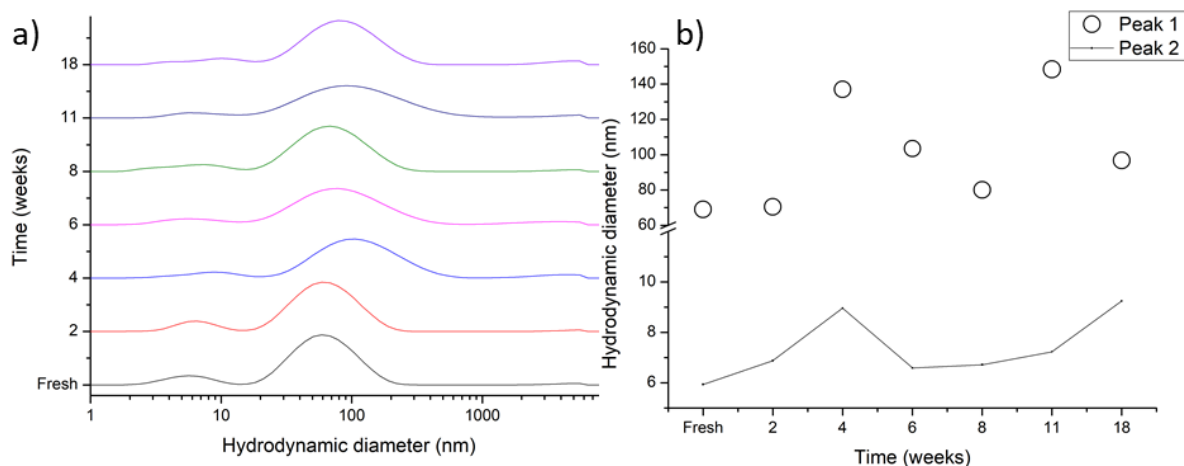 a)
Time (weeks)
18
11
8
6
4
2
Fresh
1
10
100
1000
Hydrodynamic diameter (nm)
b)
Peak 1
Peak 2
Hydrodynamic diameter (nm)
160
140
120
100
80
60
10
8
6
Fresh
2
4
6
8
11
18
Time (weeks)